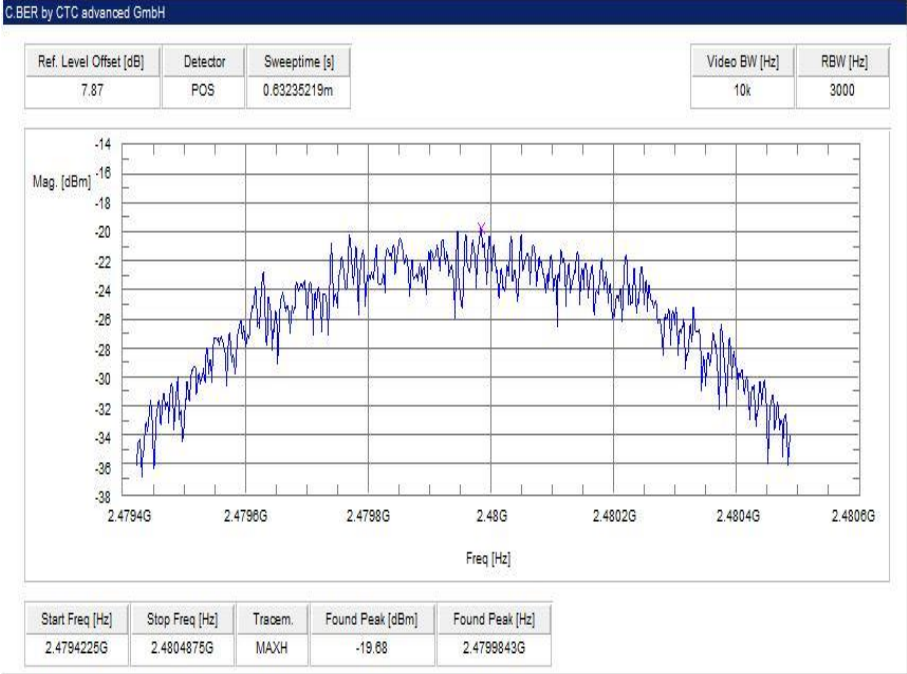 C.BER by CTC advanced GmbH
Ref. Level Offset [dB] Detector Sweeptime [s] Video BW [Hz] RBW [Hz]
7.87 POS 0.63235219m 10k 3000
Mag. [dBm]
-14
-16
-18
-20
-22
-24
-26
-28
-30
-32
-34
-36
-38
2.4794G 2.4796G 2.4798G 2.48G 2.4802G 2.4804G 2.4806G
Freq [Hz]
Start Freq [Hz] Stop Freq [Hz] Tracem. Found Peak [dBm] Found Peak [Hz]
2.4794225G 2.4804875G MAXH -19.68 2.4799843G